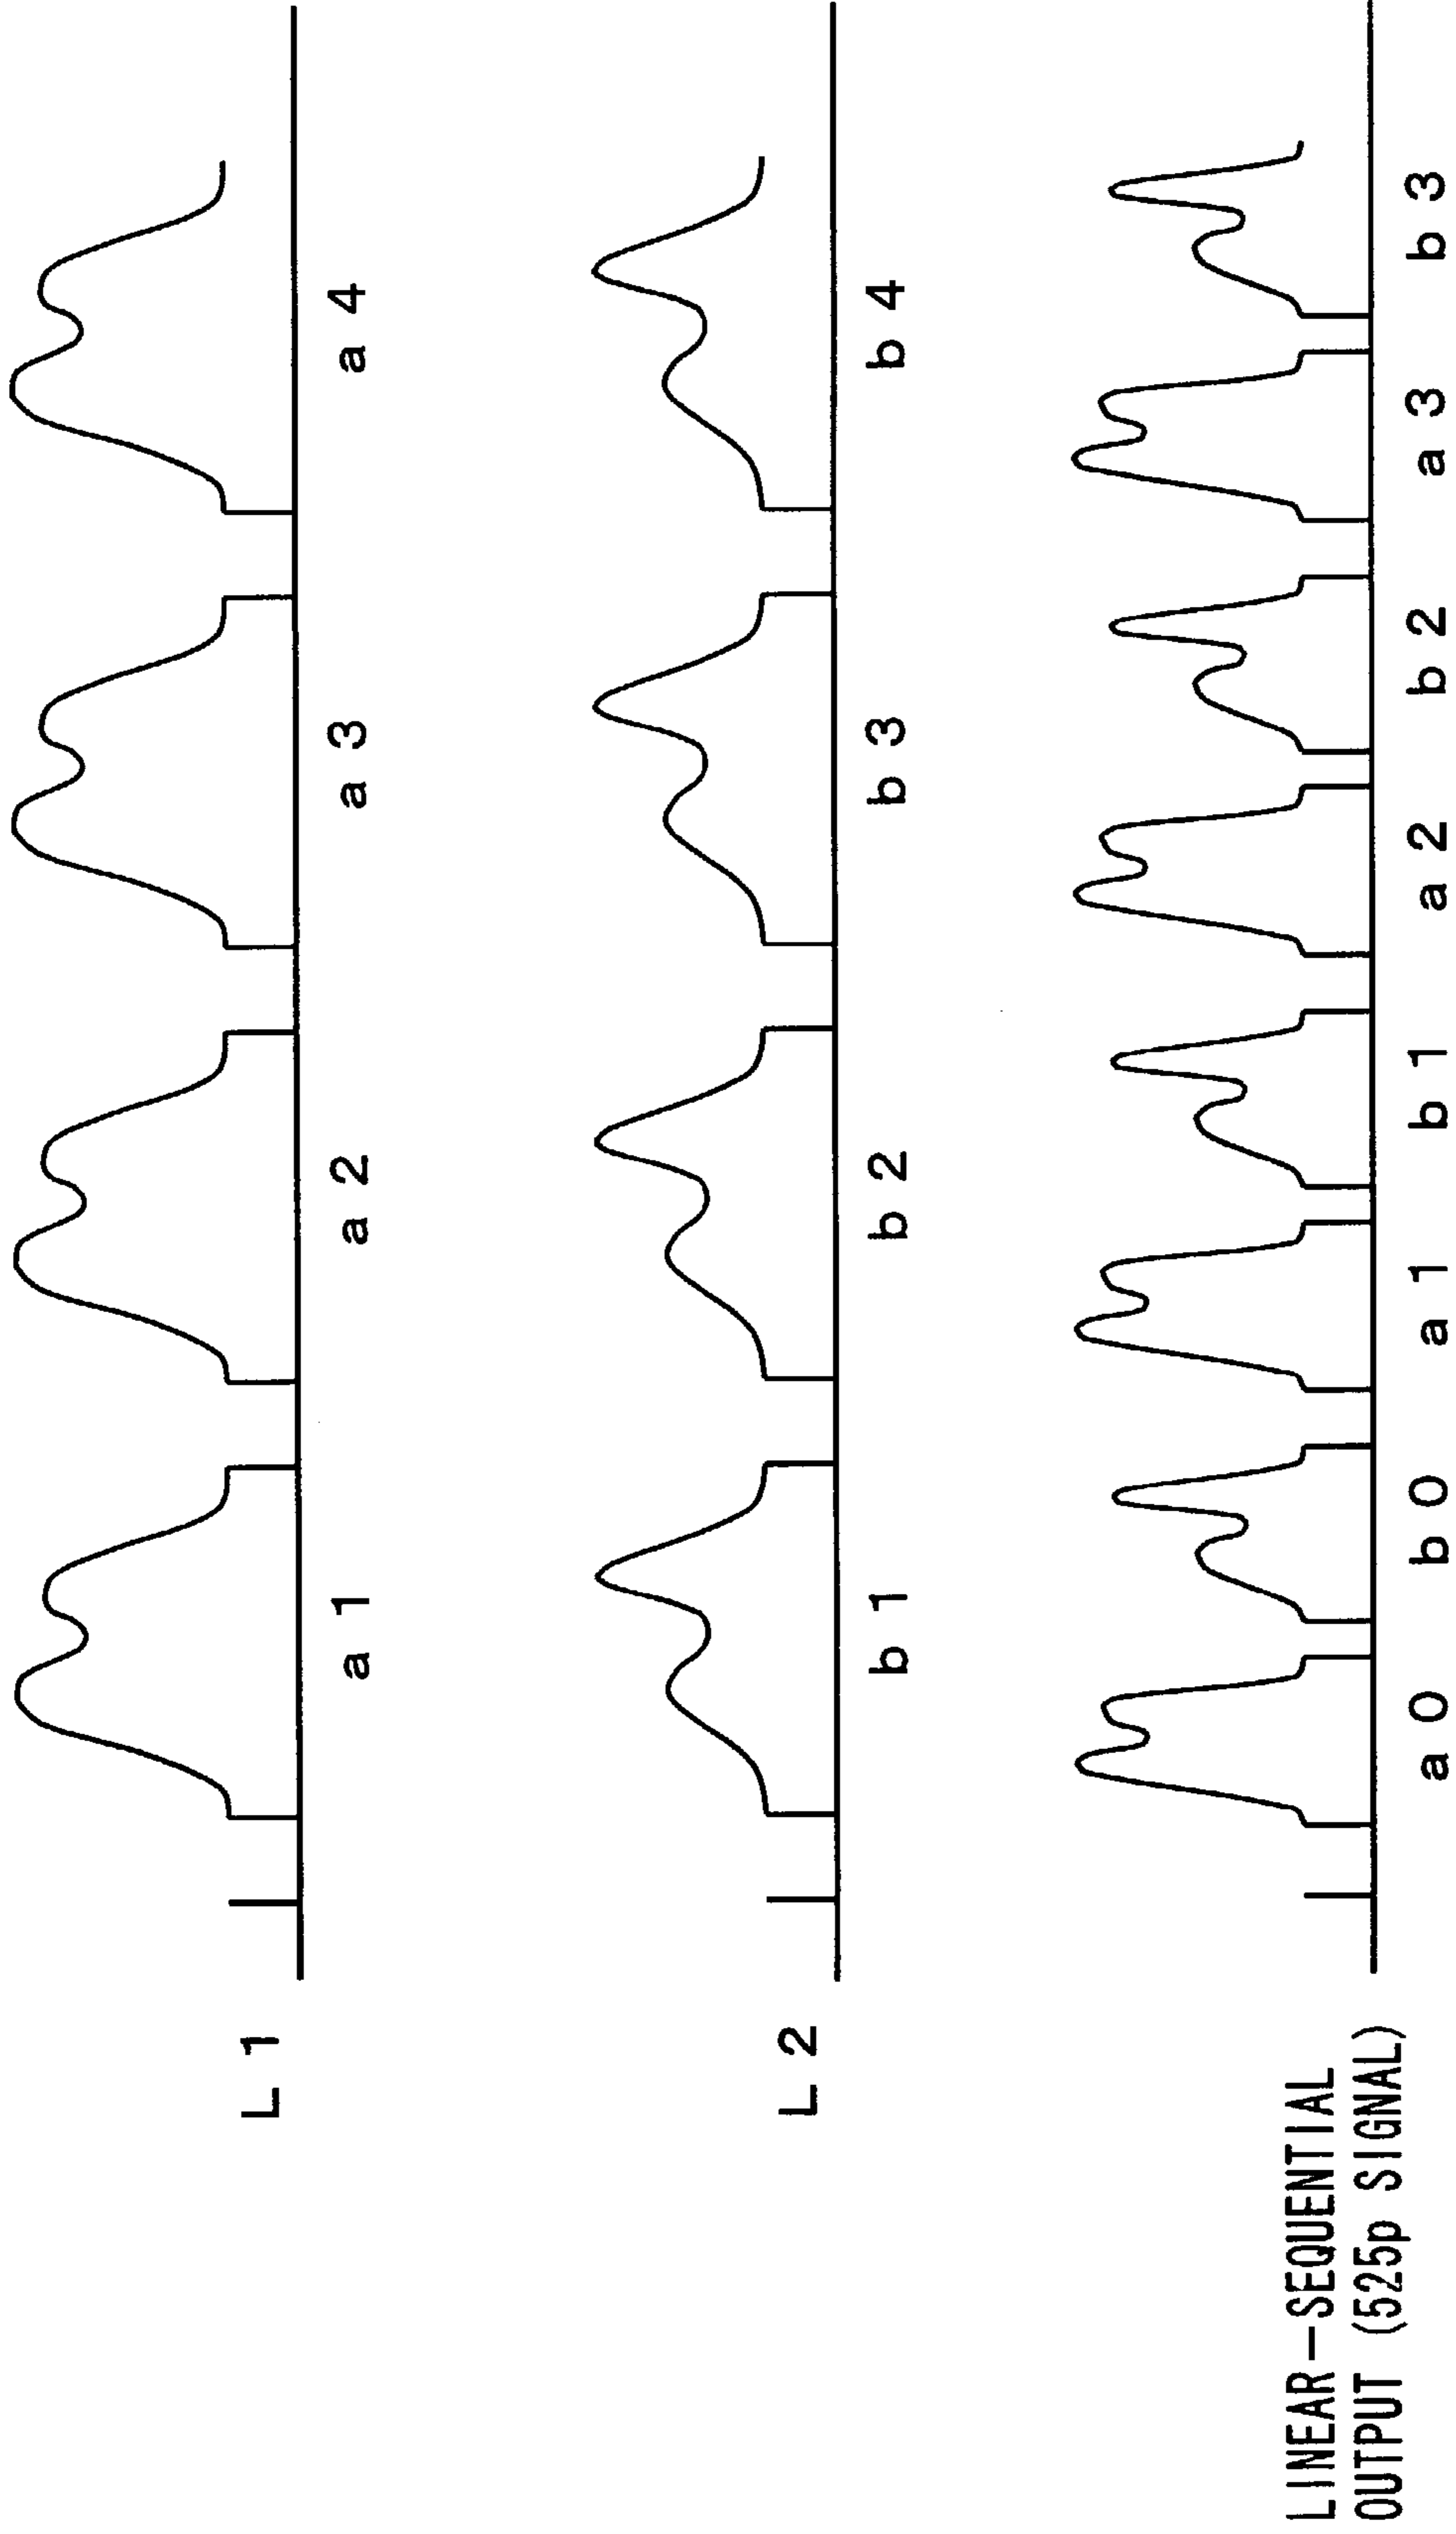 L 1
a 1 a 2 a 3 a 4
L 2
b 1 b 2 b 3 b 4
LINEAR-SEQUENTIAL
OUTPUT (525p SIGNAL)
a 0 b 0 a 1 b 1 a 2 b 2 a 3 b 3